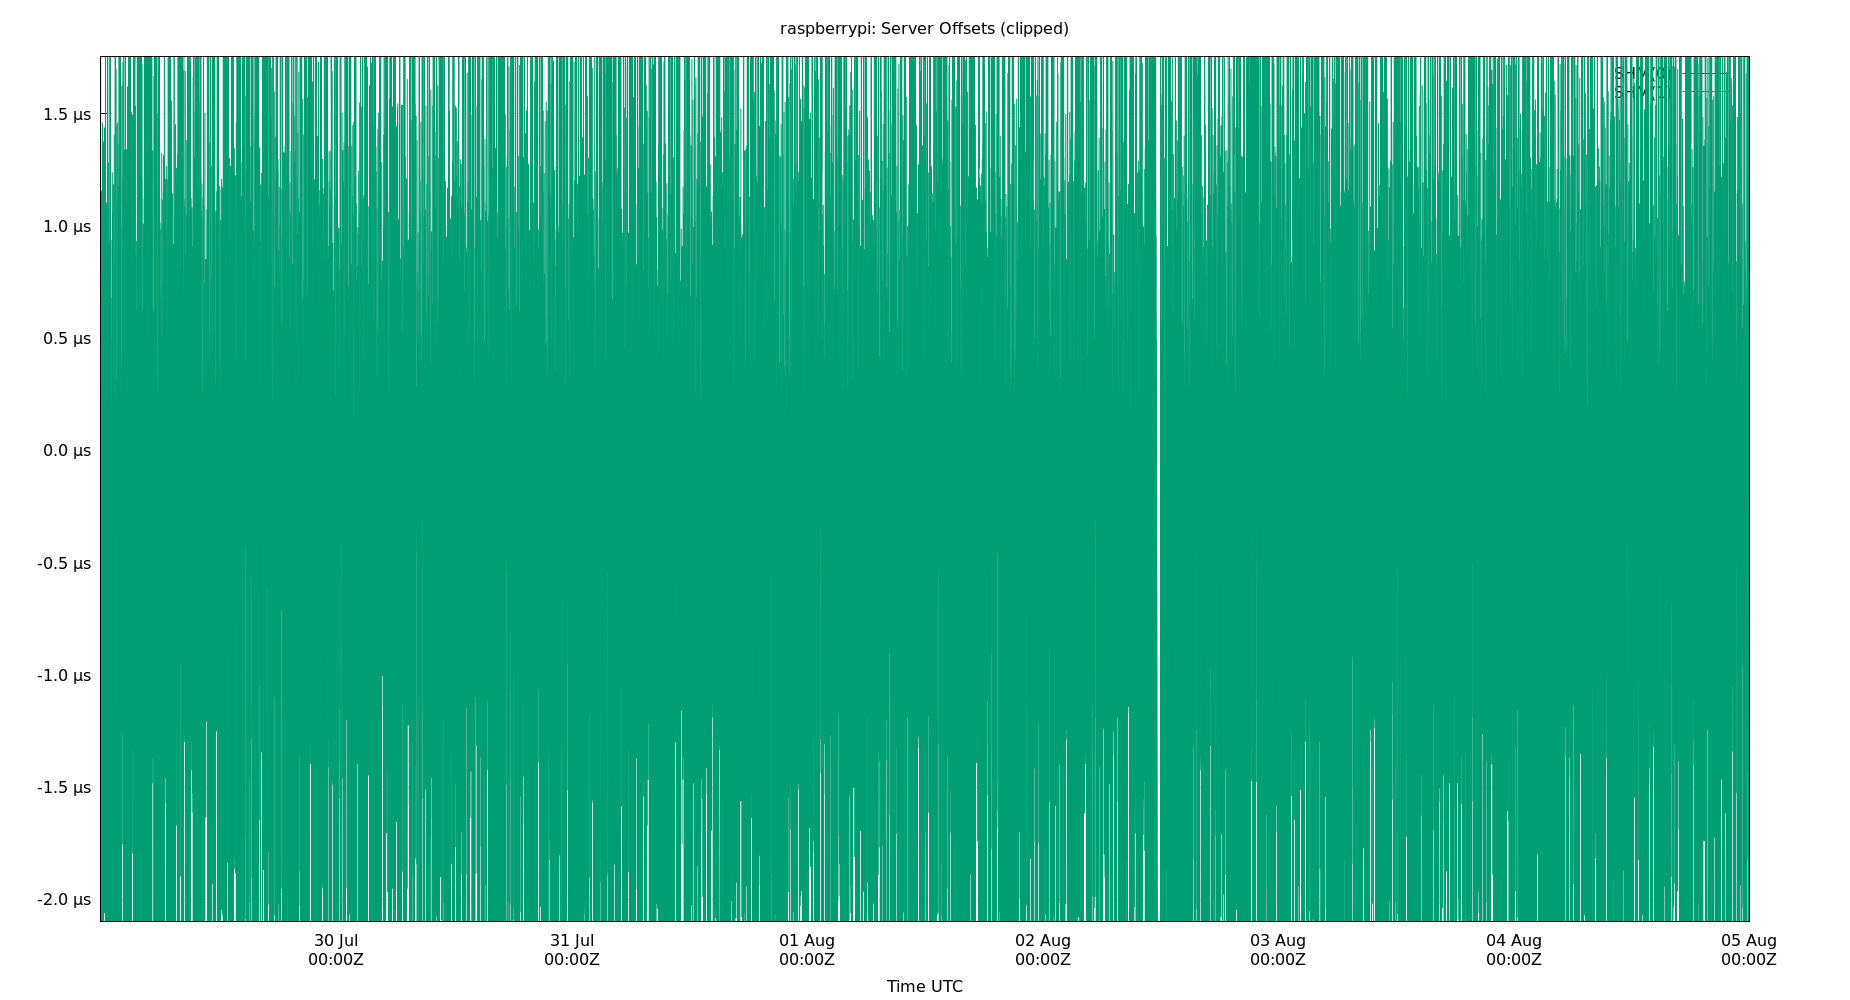 raspberrypi: Server Offsets (clipped)
1.5 µs
1.0 µs
0.5 µs
0.0 µs
-0.5 µs
-1.0 µs
-1.5 µs
-2.0 µs
30 Jul
00:00Z
31 Jul
00:00Z
01 Aug
00:00Z
02 Aug
00:00Z
03 Aug
00:00Z
04 Aug
00:00Z
05 Aug
00:00Z
Time UTC